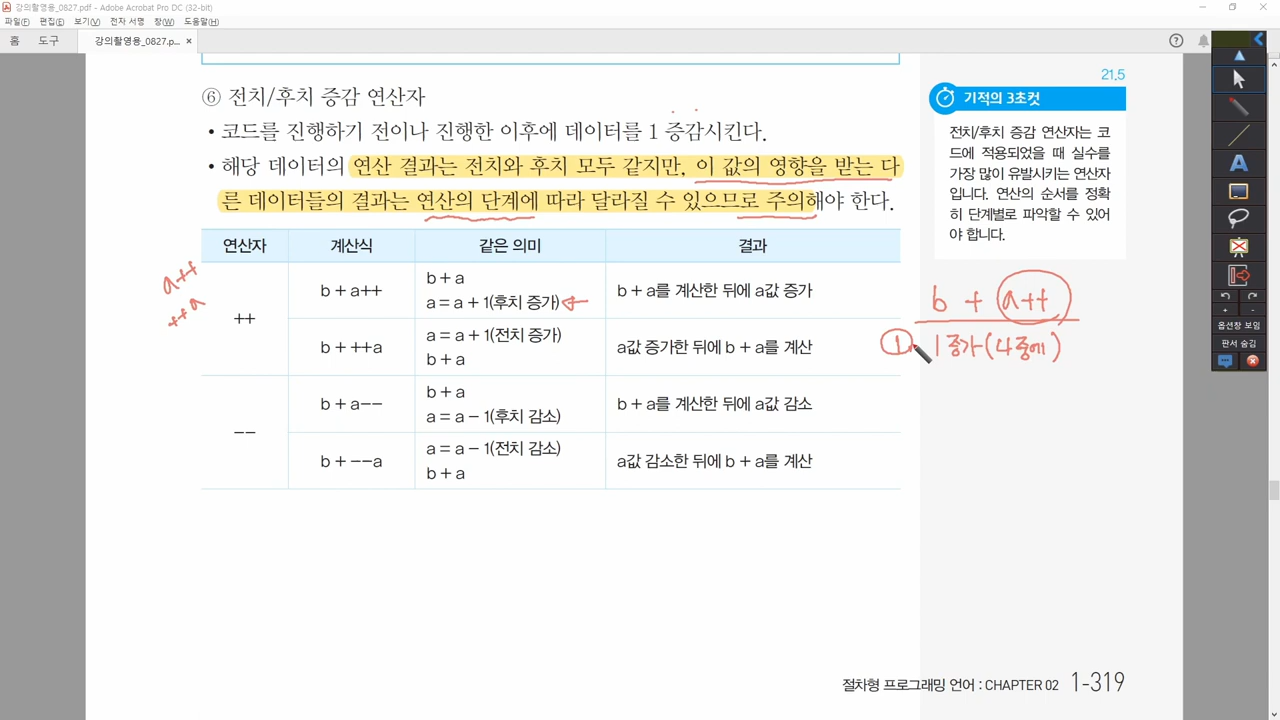 강의촬영용_0827.pdf - Adobe Acrobat Pro DC (32-bit)
파일(F) 편집(E) 보기(V) 전자 서명 창(W) 도움말(H)
홈 도구 강의촬영용_0827.p... ×
⑥ 전치/후치 증감 연산자
• 코드를 진행하기 전이나 진행한 이후에 데이터를 1 증감시킨다.
• 해당 데이터의 연산 결과는 전치와 후치 모두 같지만, 이 값의 영향을 받는 다
른 데이터들의 결과는 연산의 단계에 따라 달라질 수 있으므로 주의해야 한다.
연산자 계산식 같은 의미 결과
a++
++a
++
b + a++
b + a
a = a + 1(후치 증가)
b + a를 계산한 뒤에 a값 증가
b + ++a
a = a + 1(전치 증가)
b + a
a값 증가한 뒤에 b + a를 계산
--
b + a--
b + a
a = a - 1(후치 감소)
b + a를 계산한 뒤에 a값 감소
b + --a
a = a - 1(전치 감소)
b + a
a값 감소한 뒤에 b + a를 계산
21.5
기적의 3초컷
전치/후치 증감 연산자는 코
드에 적용되었을 때 실수를
가장 많이 유발시키는 연산자
입니다. 연산의 순서를 정확
히 단계별로 파악할 수 있어
야 합니다.
b + a++
1. 1증가(나중에)
옵션창 보임
판서 숨김
절차형 프로그래밍 언어 : CHAPTER 02 1-319